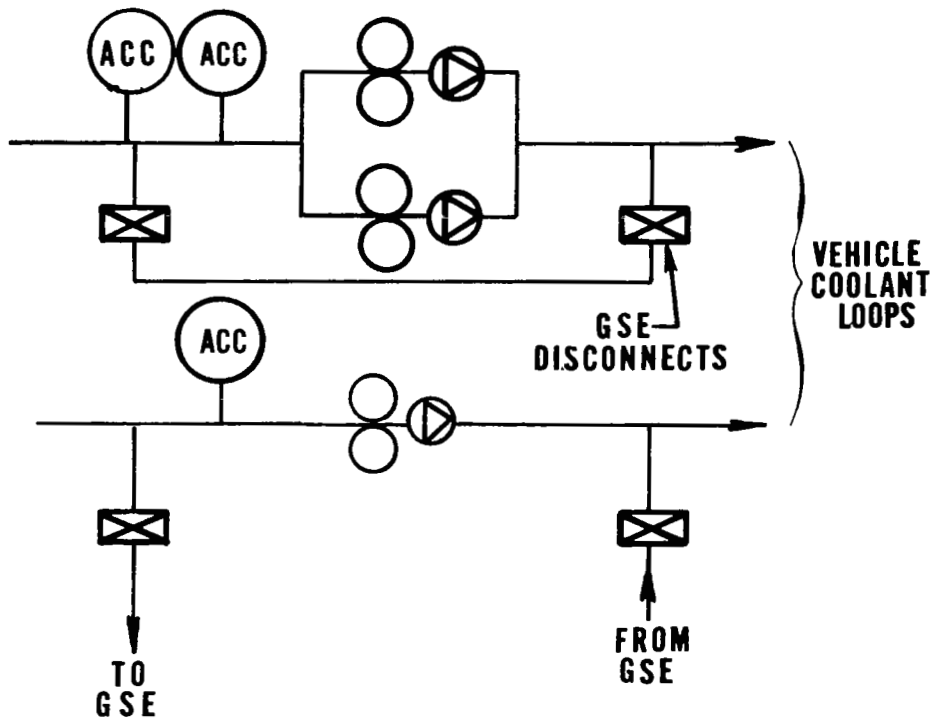 ACC
ACC
VEHICLE
COOLANT
LOOPS
GSE
DISCONNECTS
ACC
TO
GSE
FROM
GSE